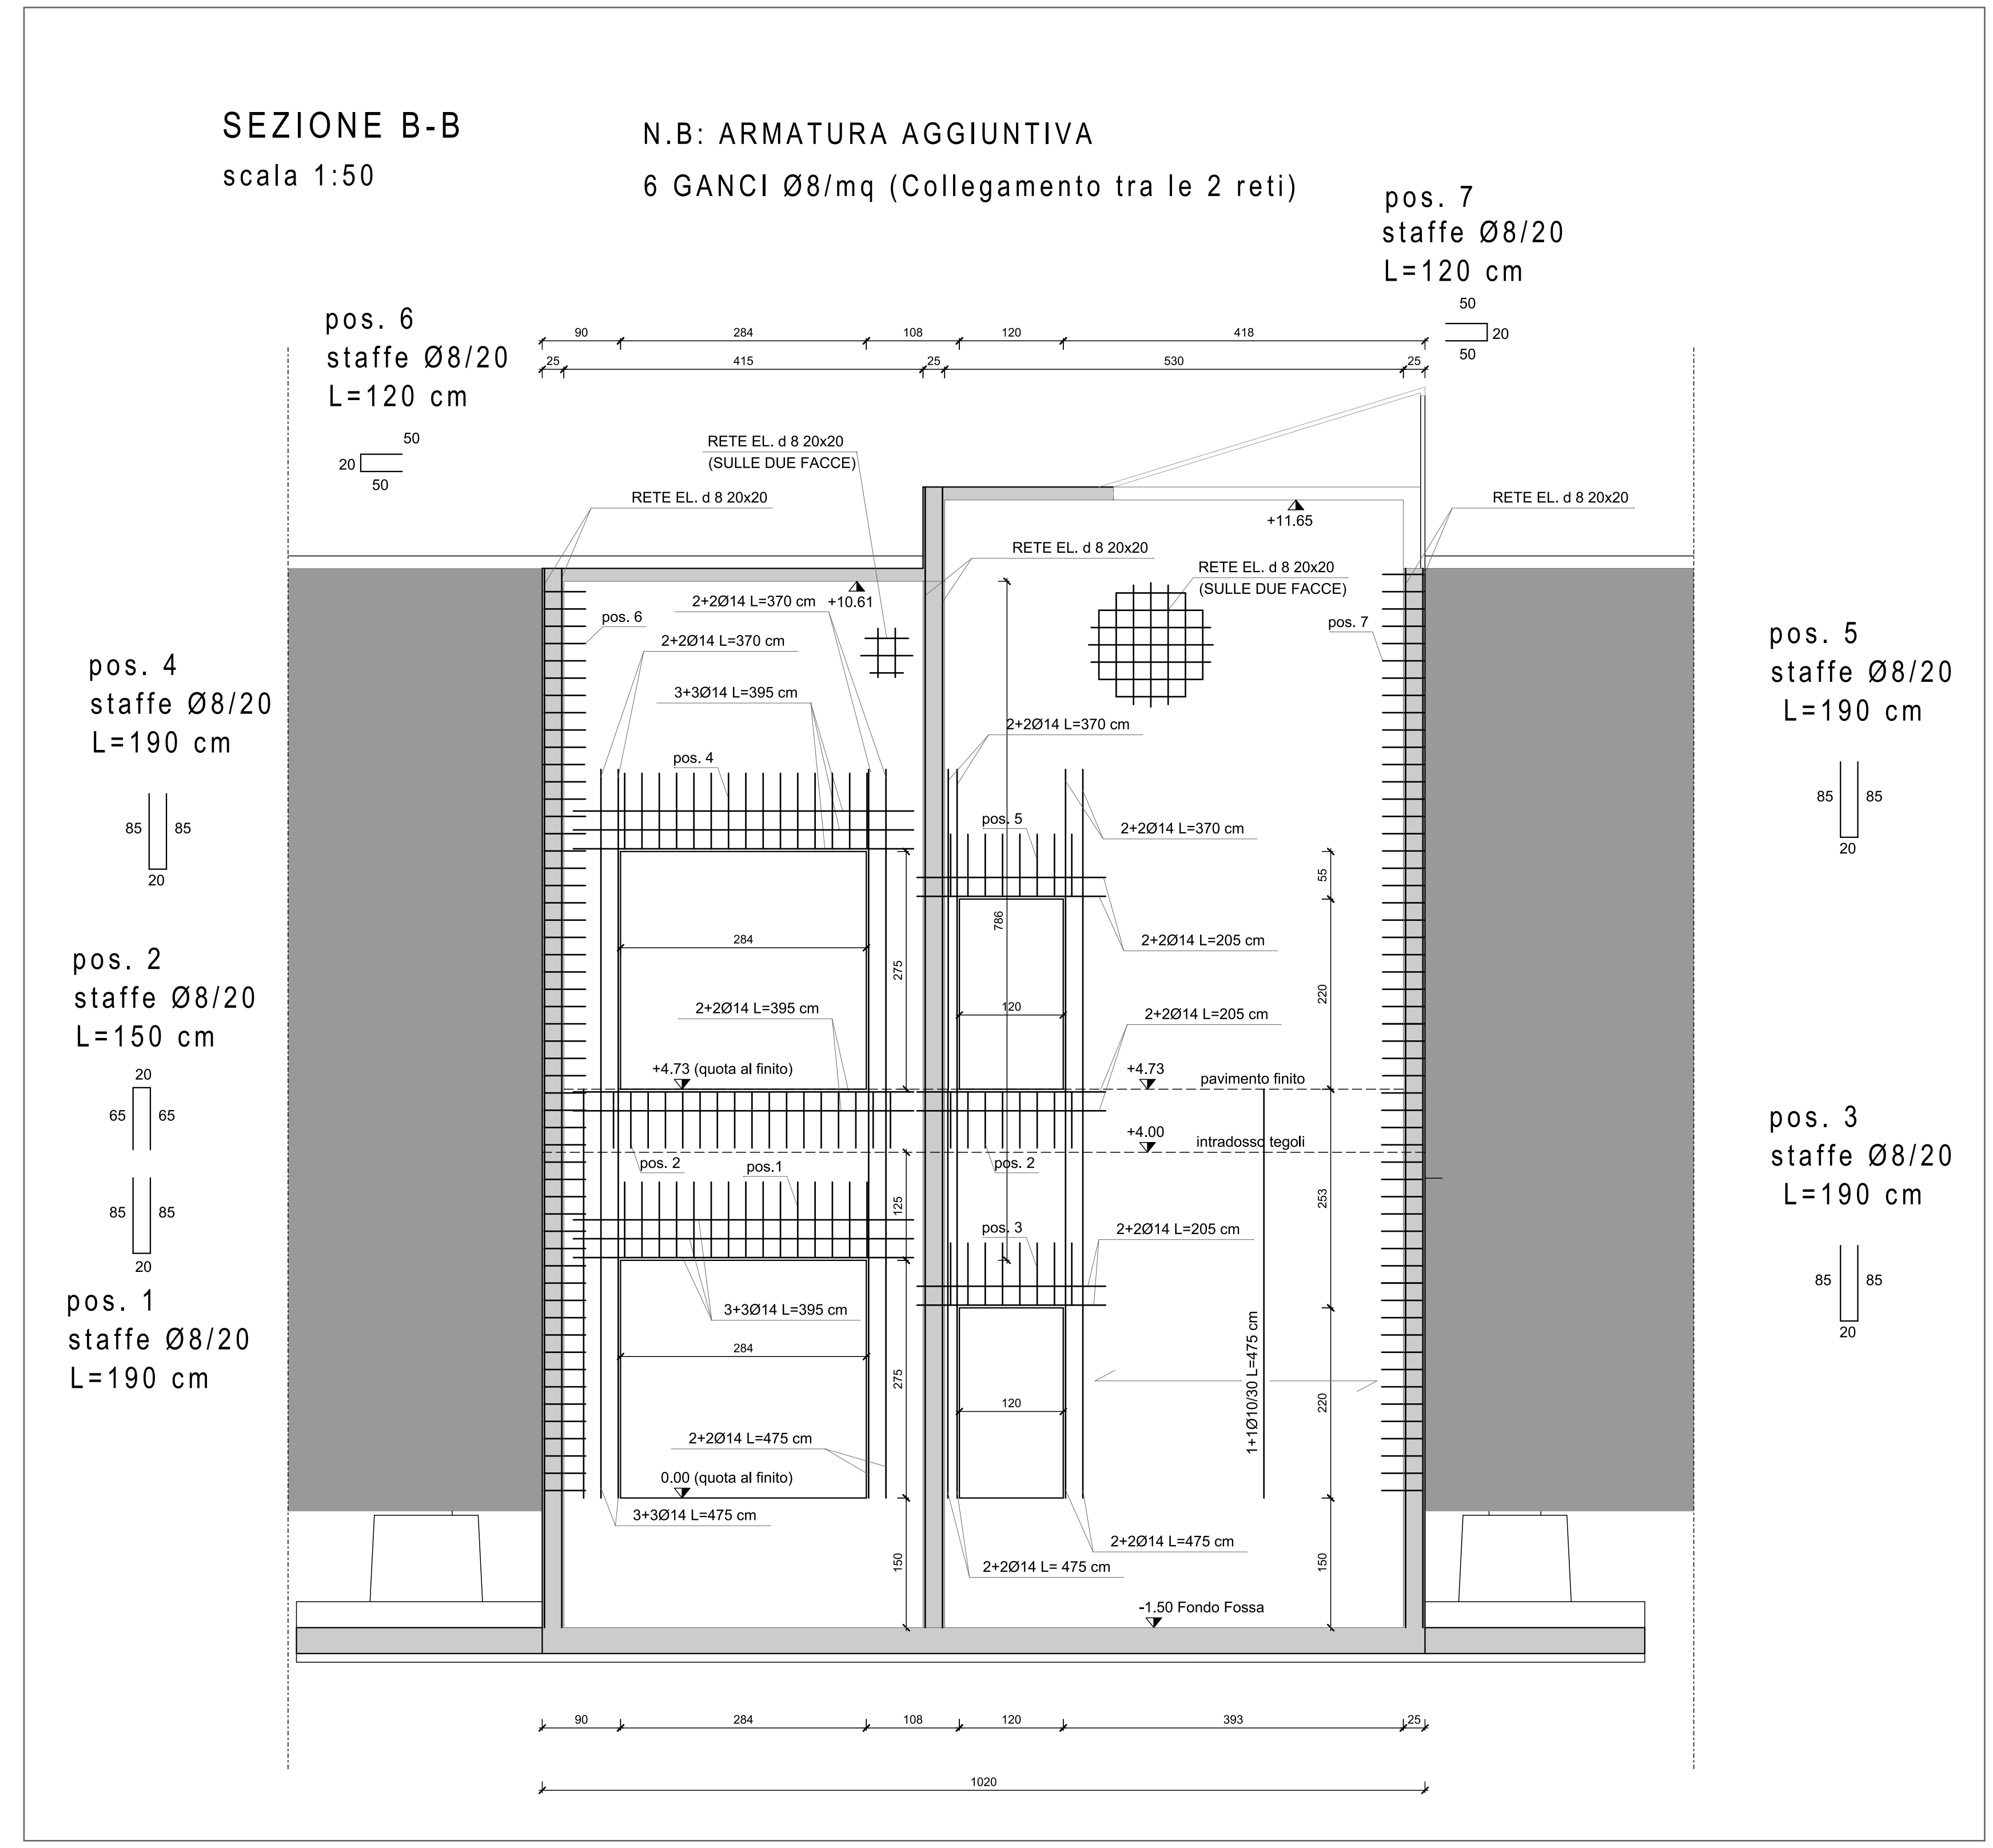 SEZIONE B-B
scala 1:50
N.B: ARMATURA AGGIUNTIVA
6 GANCI Ø8/mq (Collegamento tra le 2 reti)
pos. 7
staffe Ø8/20
L=120 cm
50
20
50
pos. 6
staffe Ø8/20
L=120 cm
50
20
50
90 284 108 120 418
25 415 25 530 25
RETE EL. d 8 20x20
(SULLE DUE FACCE)
RETE EL. d 8 20x20
RETE EL. d 8 20x20
+11.65
RETE EL. d 8 20x20
RETE EL. d 8 20x20
(SULLE DUE FACCE)
+10.61
2+2Ø14 L=370 cm
pos. 6
pos. 7
2+2Ø14 L=370 cm
3+3Ø14 L=395 cm
2+2Ø14 L=370 cm
pos. 4
staffe Ø8/20
L=190 cm
85 85
20
pos. 5
staffe Ø8/20
L=190 cm
85 85
20
pos. 4
pos. 5
2+2Ø14 L=370 cm
55
786
284
2+2Ø14 L=205 cm
275
220
120
2+2Ø14 L=395 cm
2+2Ø14 L=205 cm
pos. 2
staffe Ø8/20
L=150 cm
20
65 65
+4.73 (quota al finito)
+4.73
pavimento finito
+4.00
intradosso tegoli
pos. 2
pos.1
pos. 2
125
253
pos. 3
staffe Ø8/20
L=190 cm
85 85
20
85 85
20
pos. 1
staffe Ø8/20
L=190 cm
pos. 3
2+2Ø14 L=205 cm
3+3Ø14 L=395 cm
284
275
120
220
1+1Ø10/30 L=475 cm
2+2Ø14 L=475 cm
0.00 (quota al finito)
3+3Ø14 L=475 cm
2+2Ø14 L=475 cm
2+2Ø14 L= 475 cm
150
150
-1.50 Fondo Fossa
90 284 108 120 393 25
1020